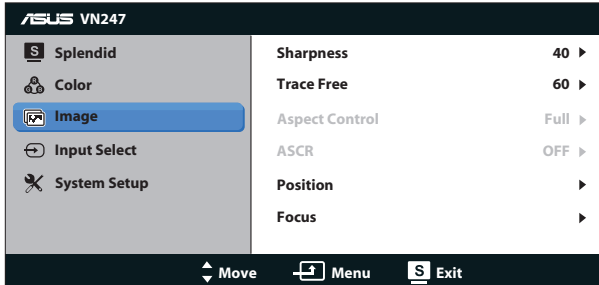 ASUS VN247
S Splendid
Color
Image
Input Select
System Setup
Sharpness 40
Trace Free 60
Aspect Control Full
ASCR OFF
Position
Focus
Move Menu S Exit